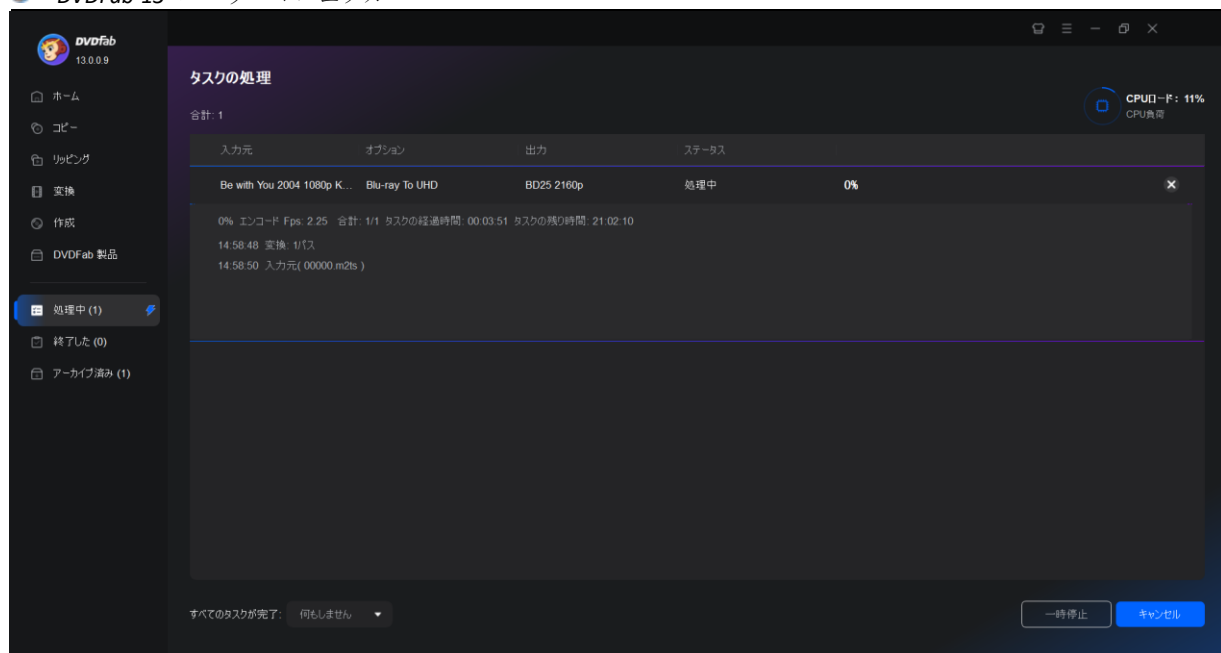 DVDFab
13.0.0.9
ホーム
コピー
リッピング
変換
作成
DVDFab 製品
処理中 (1)
終了した (0)
アーカイブ済み (1)
タスクの処理
合計: 1
CPUロード: 11%
CPU負荷
入力元 オプション 出力 ステータス
Be with You 2004 1080p K... Blu-ray To UHD BD25 2160p 処理中 0%
0% エンコード Fps: 2.25 合計: 1/1 タスクの経過時間: 00:03:51 タスクの残り時間: 21:02:10
14:58:48 変換: 1/パス
14:58:50 入力元( 00000.m2ts )
すべてのタスクが完了: 何もしません
一時停止 キャンセル